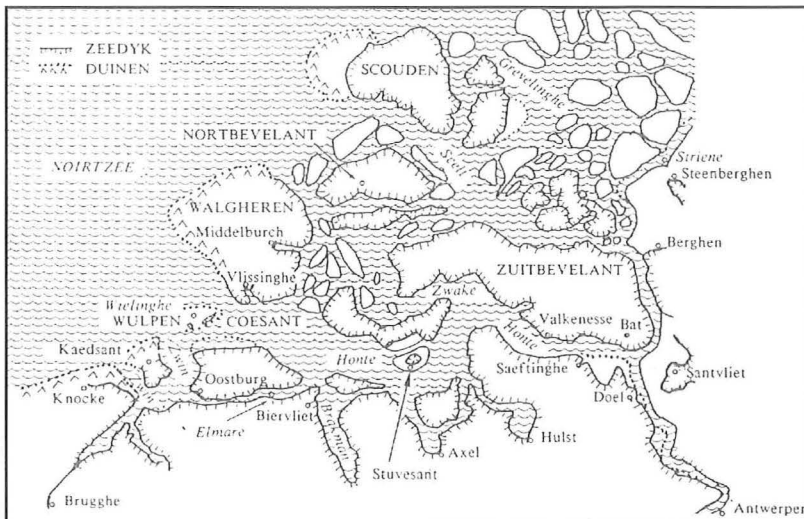 ZEEDYK
DUINEN
SCOUDEN
Grevelinghe
NORTBEVELANT
NOIRTZEE
Striene
Steenberghen
WALGHEREN
Middelburch
Berghen
ZUITBEVELANT
Vlissinghe
Zwake
Wielinghe
WULPEN
COESANT
Valkenesse
Bat
Honte
Kaedsant
Honte
Saeftinghe
Santvliet
Oostburg
Knocke
Doel
Biervliet
Elmare
Hulst
Axel
Stuvesant
Brugghe
Antwerpen